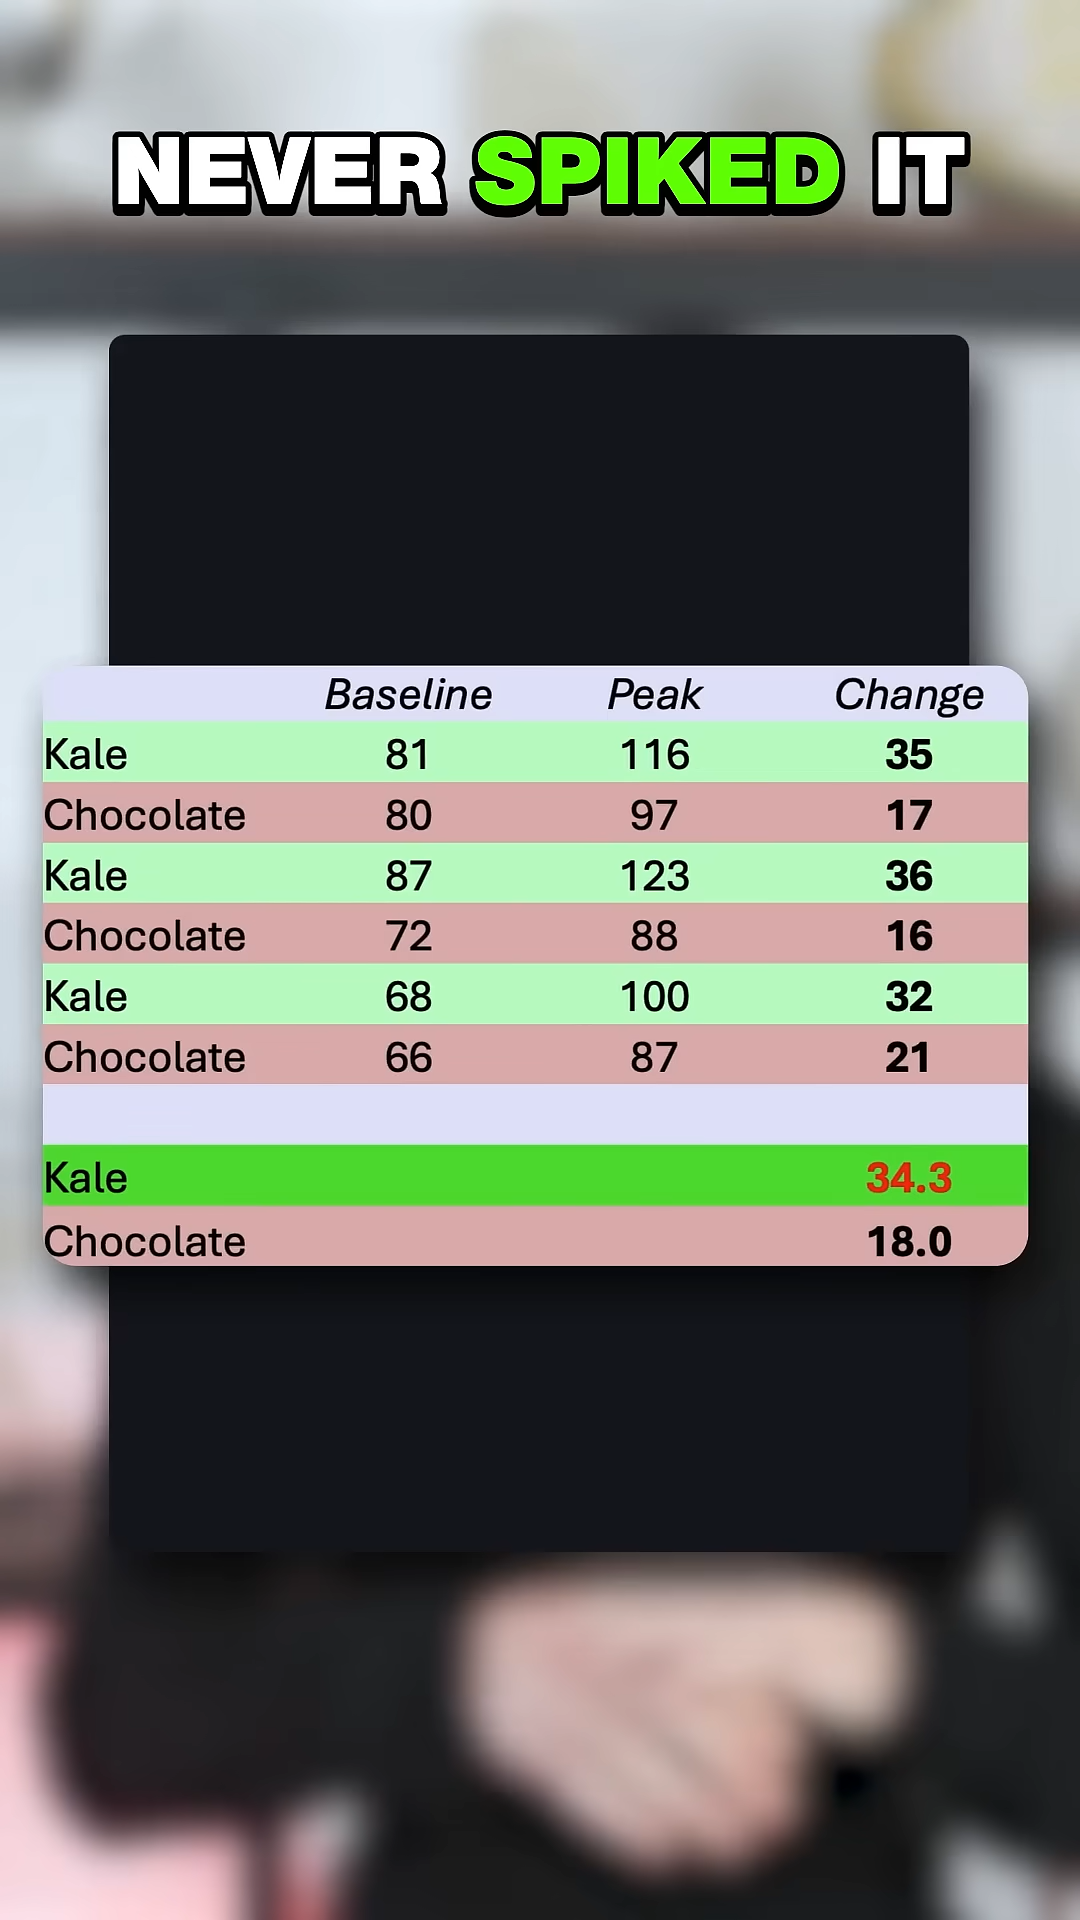 NEVER SPIKED IT
Baseline Peak Change
Kale 81 116 35
Chocolate 80 97 17
Kale 87 123 36
Chocolate 72 88 16
Kale 68 100 32
Chocolate 66 87 21
Kale 34.3
Chocolate 18.0